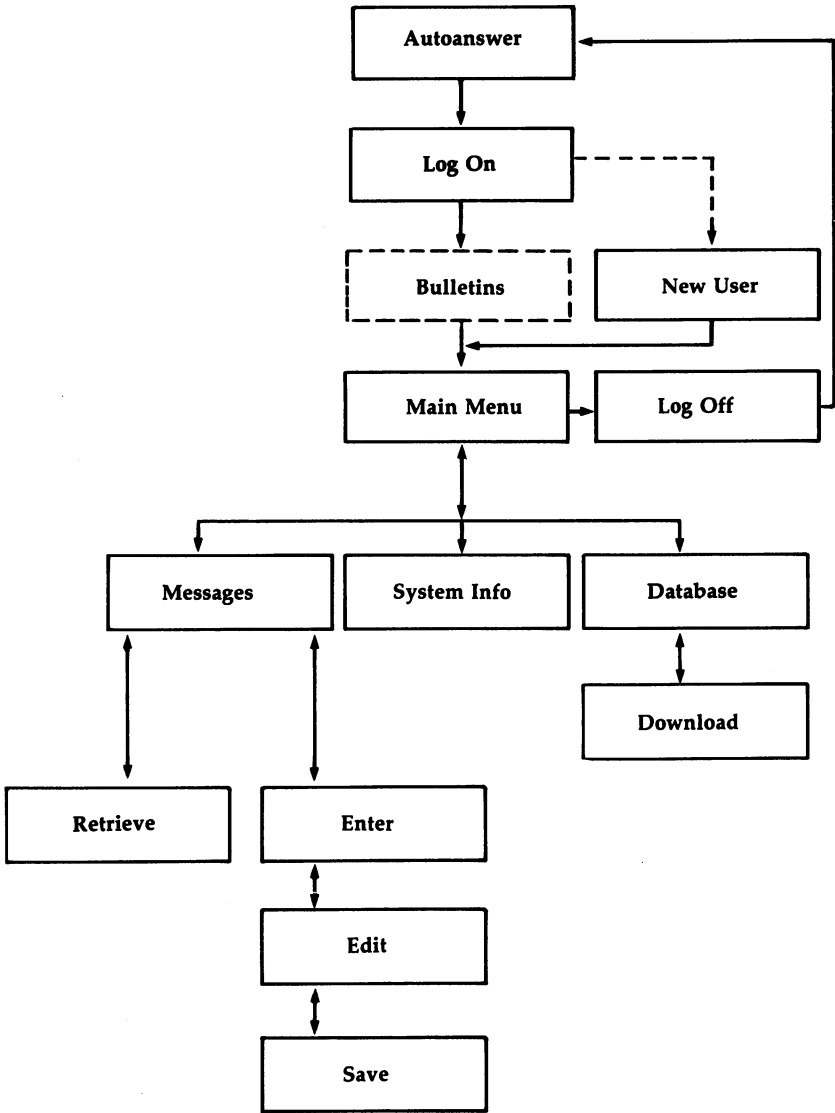 Autoanswer
Log On
Bulletins
New User
Main Menu
Log Off
Messages
System Info
Database
Download
Retrieve
Enter
Edit
Save